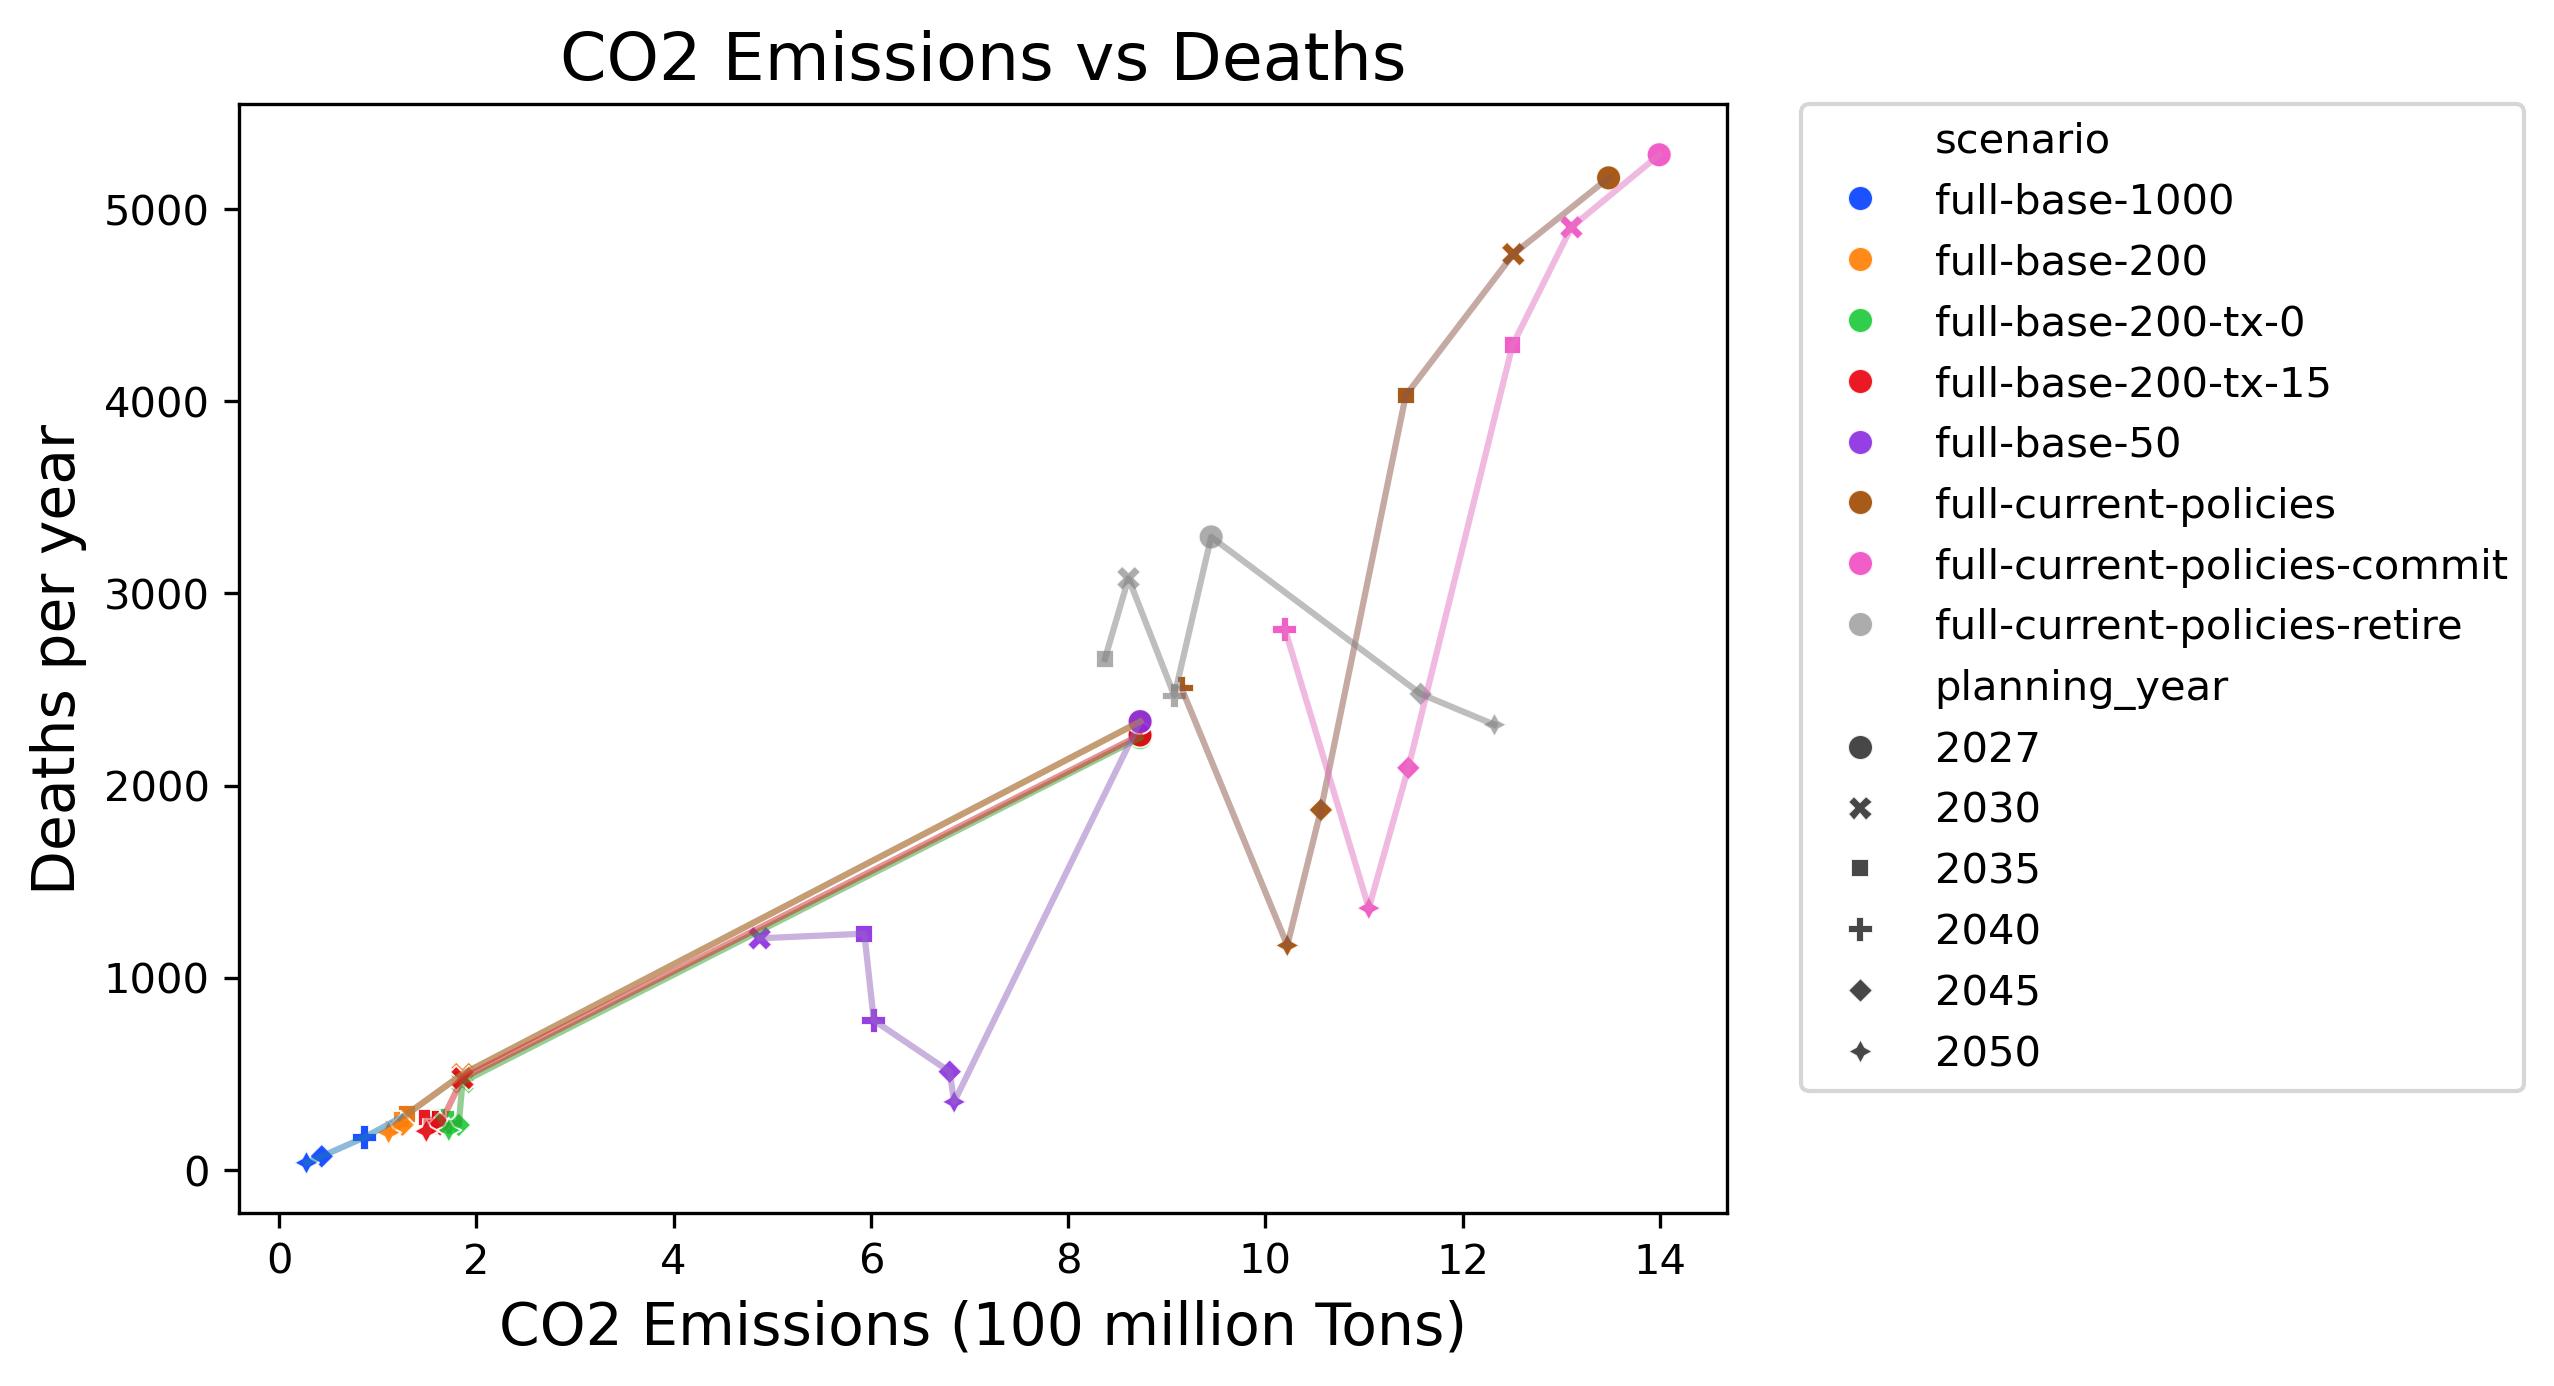 CO2 Emissions vs Deaths
Deaths per year
5000
4000
3000
2000
1000
0
0 2 4 6 8 10 12 14
CO2 Emissions (100 million Tons)
scenario
full-base-1000
full-base-200
full-base-200-tx-0
full-base-200-tx-15
full-base-50
full-current-policies
full-current-policies-commit
full-current-policies-retire
planning_year
2027
2030
2035
2040
2045
2050